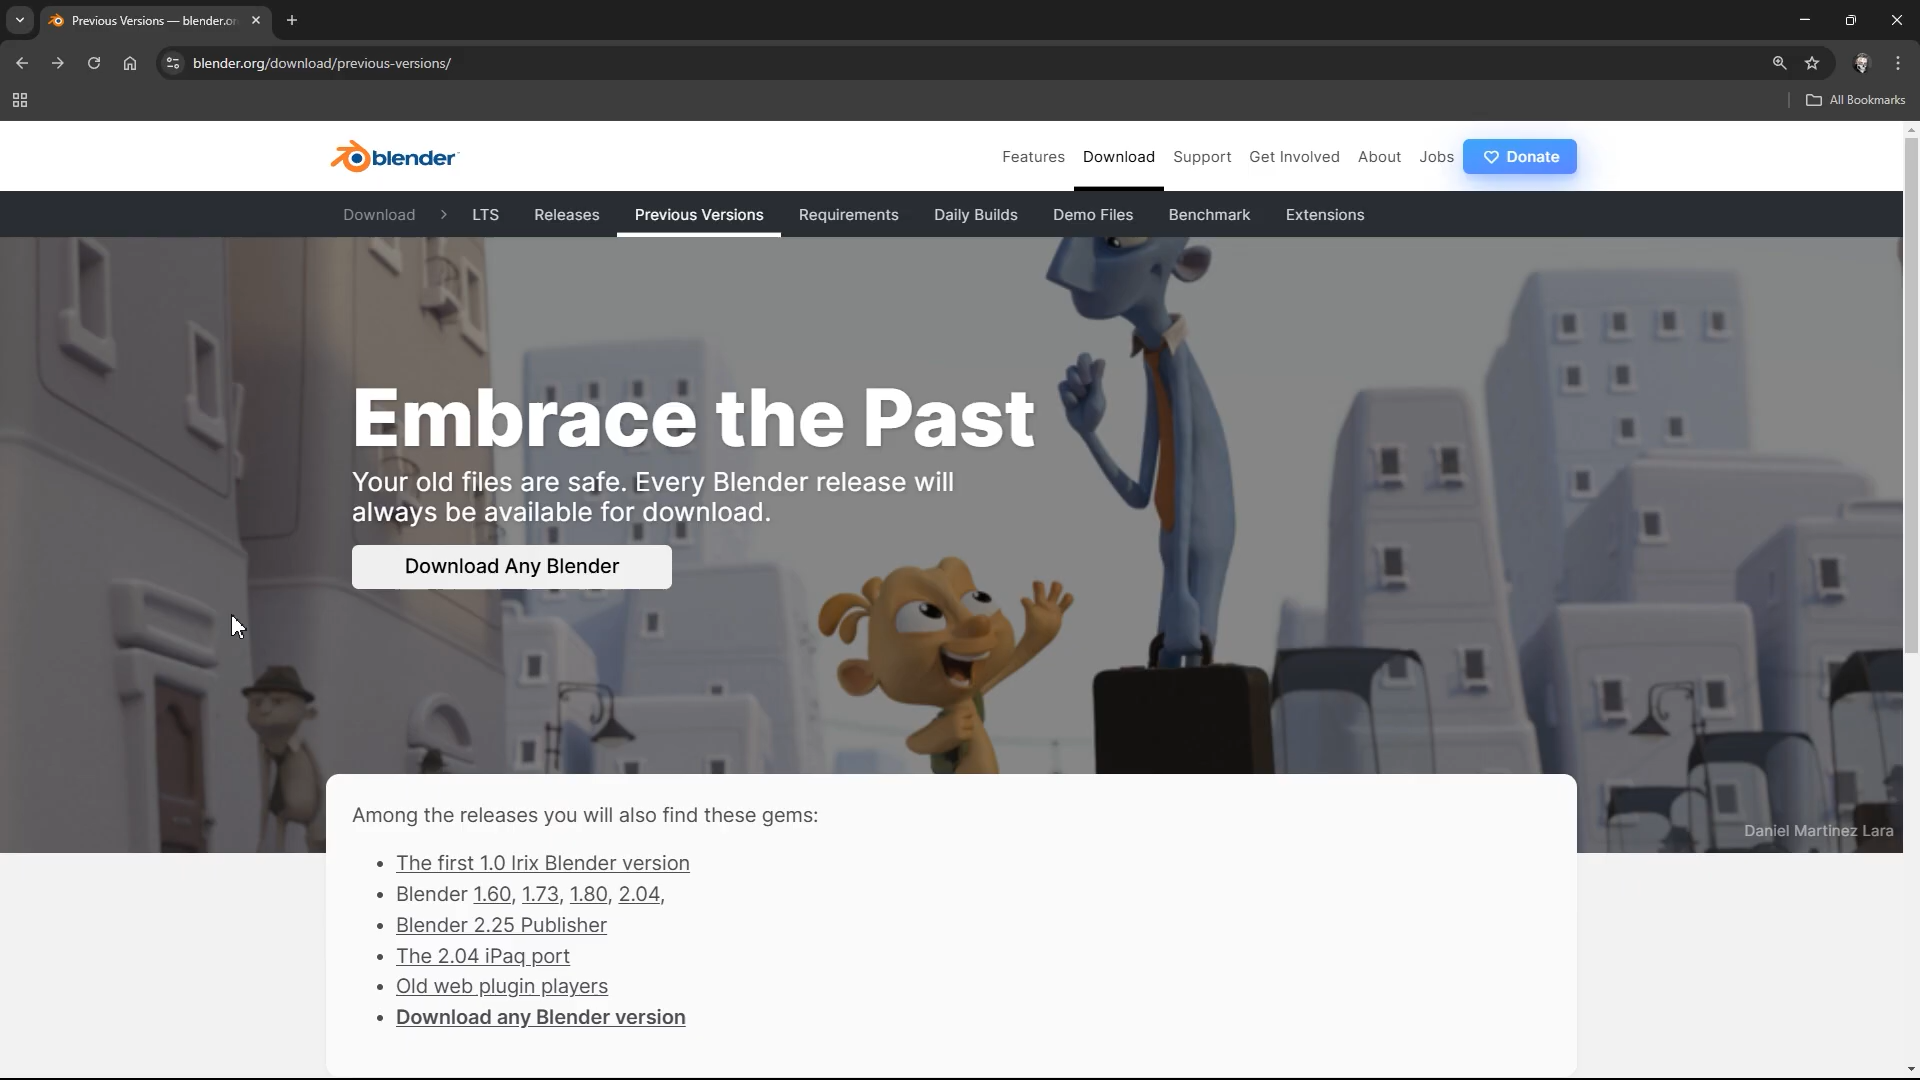 Previous Versions — blender.or
blender.org/download/previous-versions/
All Bookmarks
blender
Features
Download
Support
Get Involved
About
Jobs
Donate
Download
LTS
Releases
Previous Versions
Requirements
Daily Builds
Demo Files
Benchmark
Extensions
Embrace the Past
Your old files are safe. Every Blender release will
always be available for download.
Download Any Blender
Daniel Martinez Lara
Among the releases you will also find these gems:
• The first 1.0 Irix Blender version
• Blender 1.60, 1.73, 1.80, 2.04,
• Blender 2.25 Publisher
• The 2.04 iPaq port
• Old web plugin players
• Download any Blender version